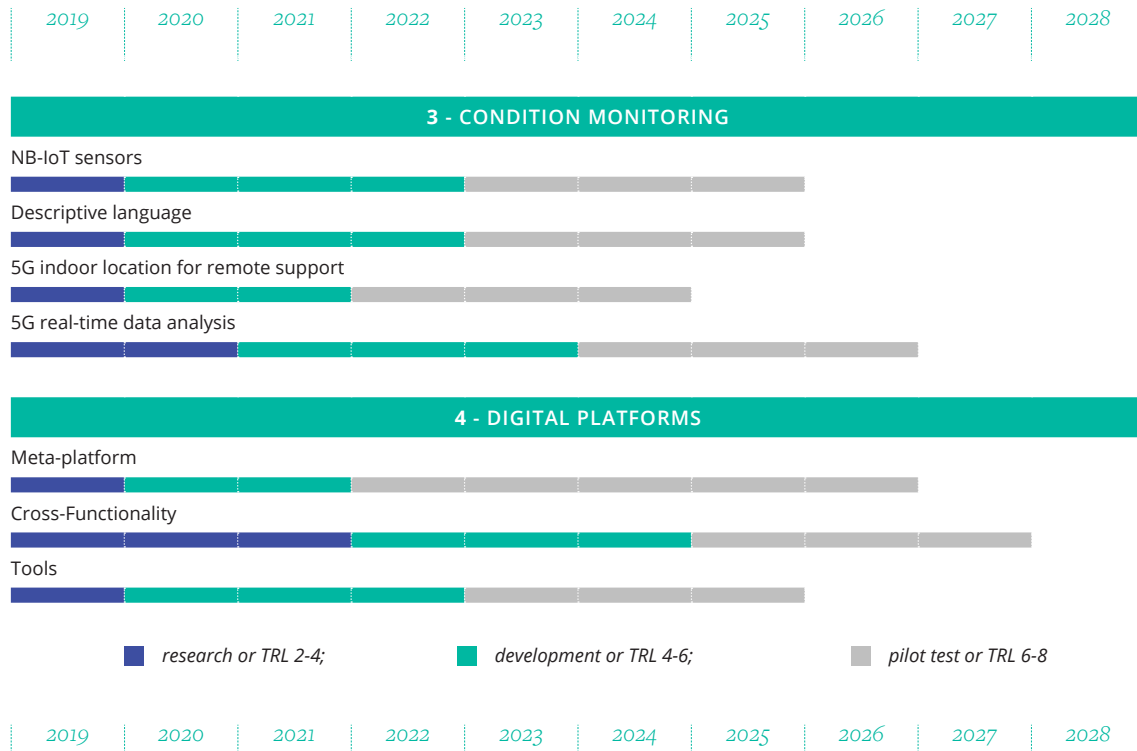 2019 2020 2021 2022 2023 2024 2025 2026 2027 2028
3 - CONDITION MONITORING
NB-IoT sensors
Descriptive language
5G indoor location for remote support
5G real-time data analysis
4 - DIGITAL PLATFORMS
Meta-platform
Cross-Functionality
Tools
research or TRL 2-4; development or TRL 4-6; pilot test or TRL 6-8
2019 2020 2021 2022 2023 2024 2025 2026 2027 2028